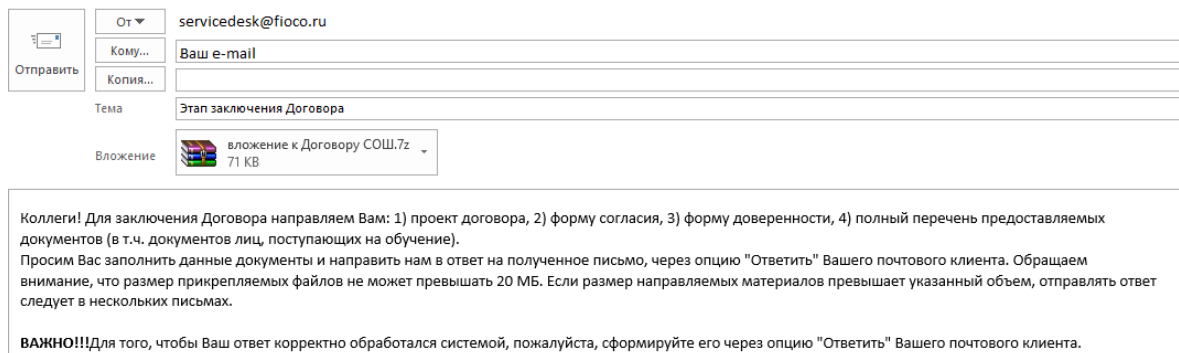 От servicedesk@fioco.ru
Кому... Ваш e-mail
Отправить
Копия...
Тема Этап заключения Договора
Вложение вложение к Договору СОШ.7z
71 КВ
Коллеги! Для заключения Договора направляем Вам: 1) проект договора, 2) форму согласия, 3) форму доверенности, 4) полный перечень предоставляемых
документов (в т.ч. документов лиц, поступающих на обучение).
Просим Вас заполнить данные документы и направить нам в ответ на полученное письмо, через опцию "Ответить" Вашего почтового клиента. Обращаем
внимание, что размер прикрепляемых файлов не может превышать 20 МБ. Если размер направляемых материалов превышает указанный объем, отправлять ответ
следует в нескольких письмах.
ВАЖНО!!!Для того, чтобы Ваш ответ корректно обработался системой, пожалуйста, сформируйте его через опцию "Ответить" Вашего почтового клиента.